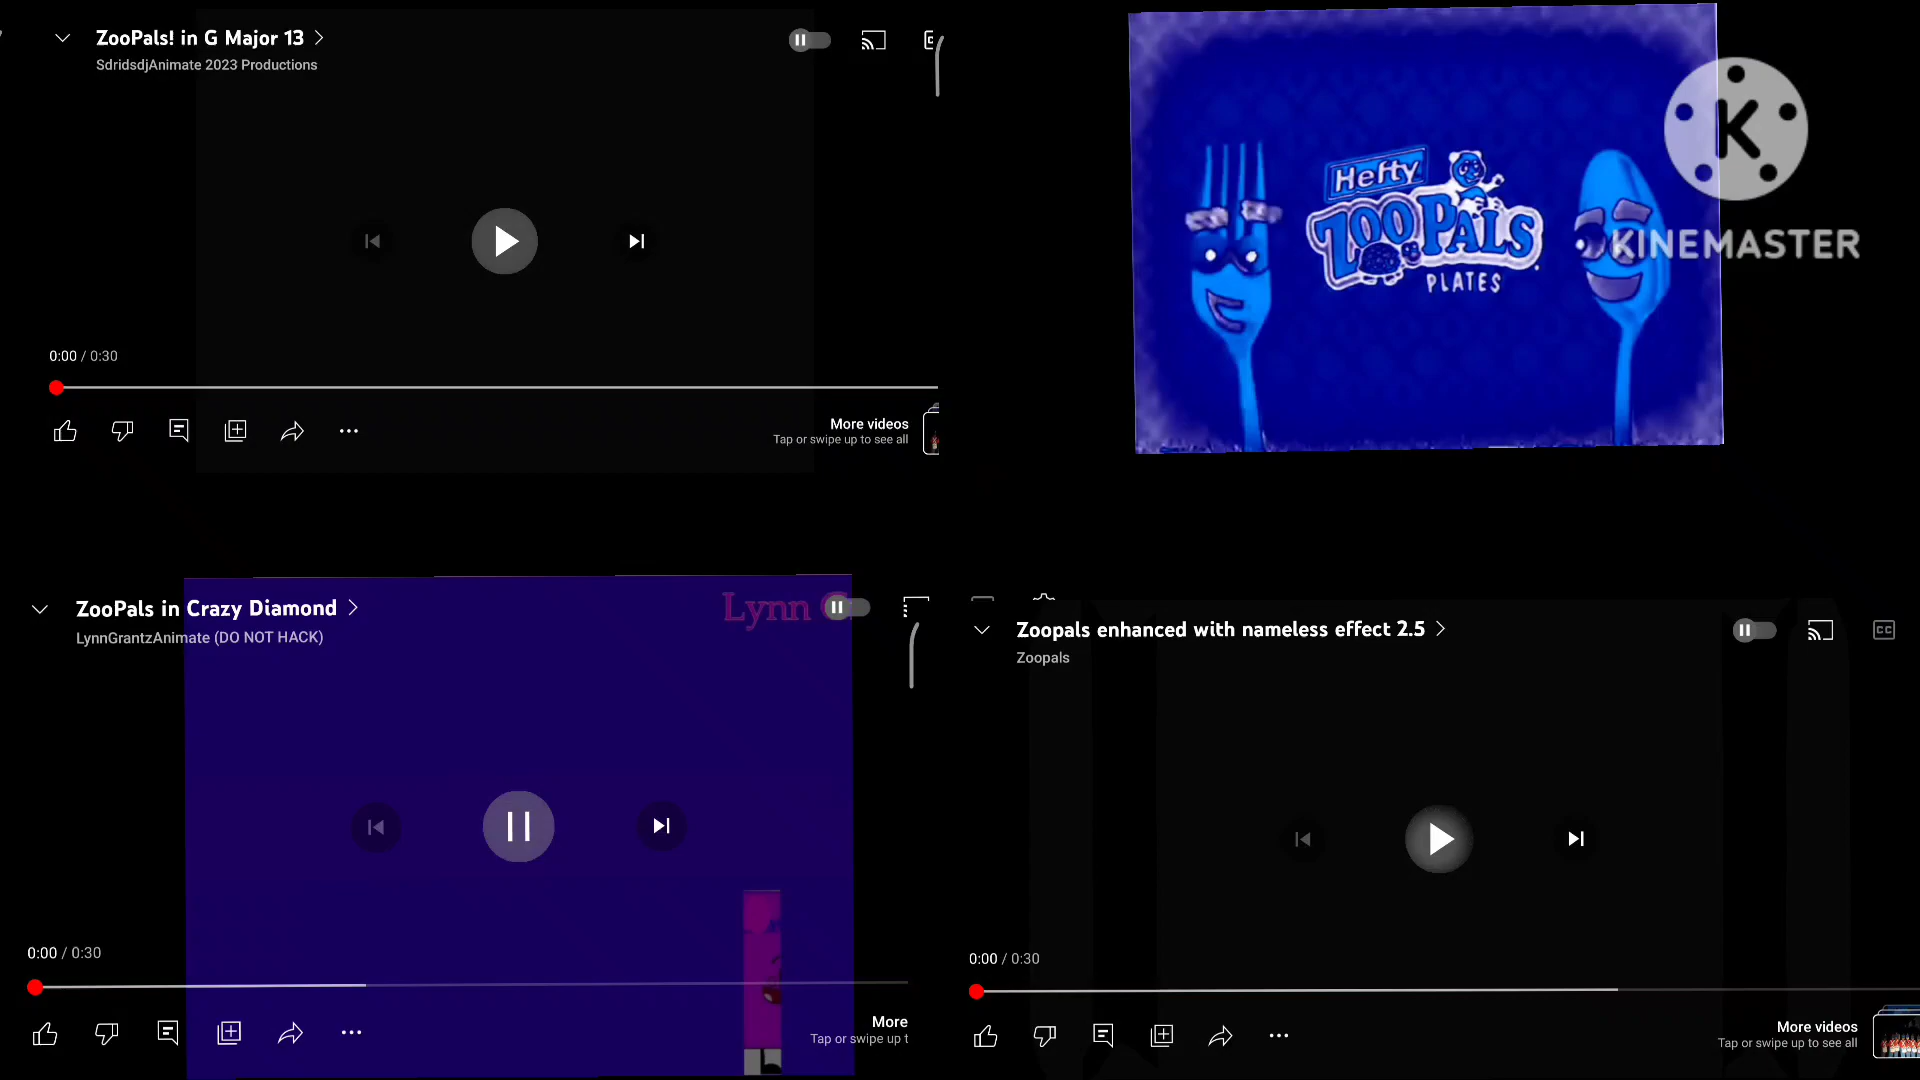 ZooPals! in G Major 13
SdridsdjAnimate 2023 Productions
0:00 / 0:30
More videos
Tap or swipe up to see all
Hefty
ZOOPALS
PLATES
K
KINEMASTER
ZooPals in Crazy Diamond
LynnGrantzAnimate (DO NOT HACK)
Lynn G
0:00 / 0:30
More
Tap or swipe up t
Zoopals enhanced with nameless effect 2.5
Zoopals
CC
0:00 / 0:30
More videos
Tap or swipe up to see all